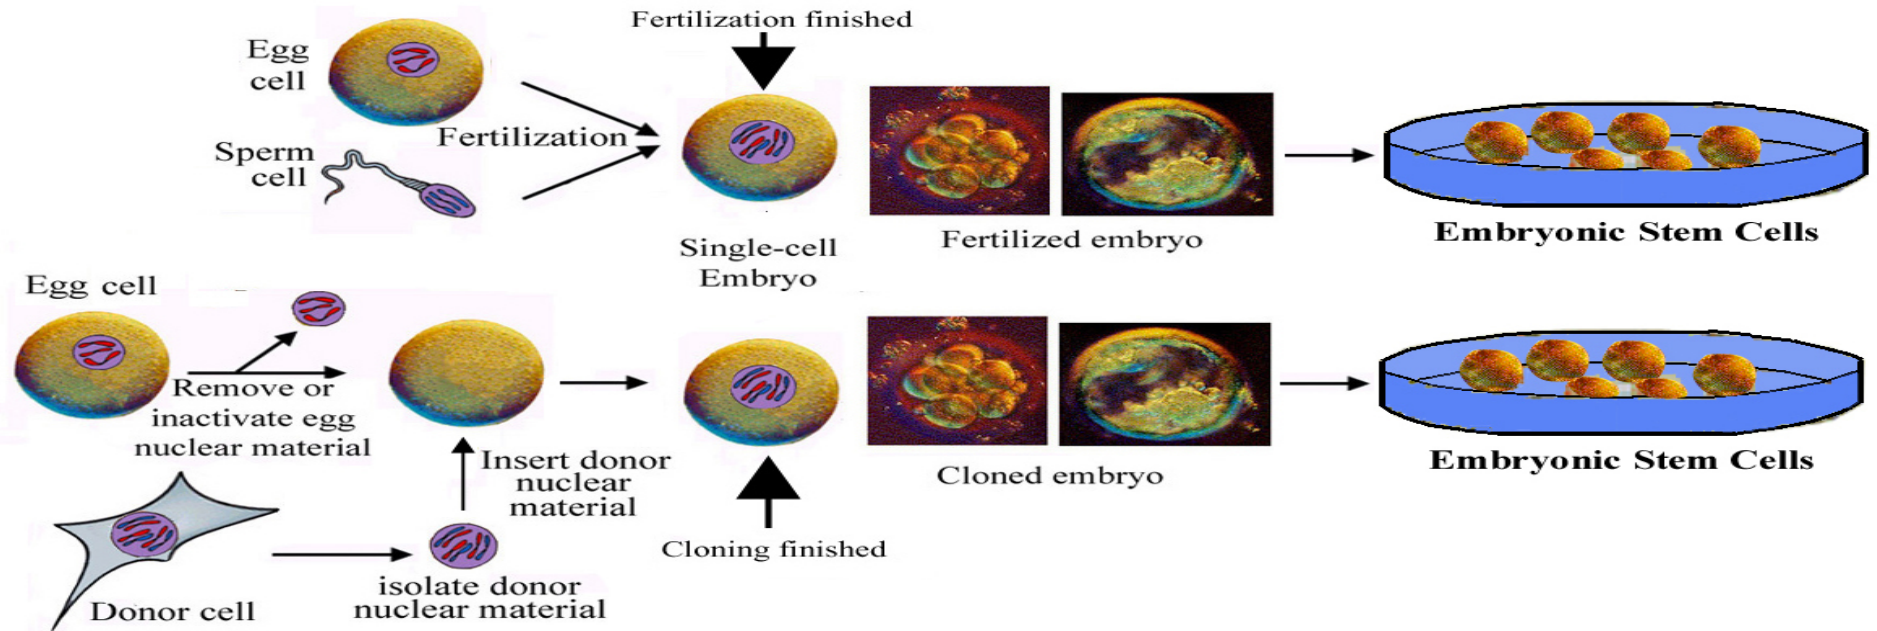 Fertilization finished
Egg
cell
Fertilization
Sperm
cell
Single-cell
Embryo
Fertilized embryo
Embryonic Stem Cells
Egg cell
Remove or
inactivate egg
nuclear material
Insert donor
nuclear
material
Cloned embryo
Embryonic Stem Cells
Cloning finished
isolate donor
nuclear material
Donor cell